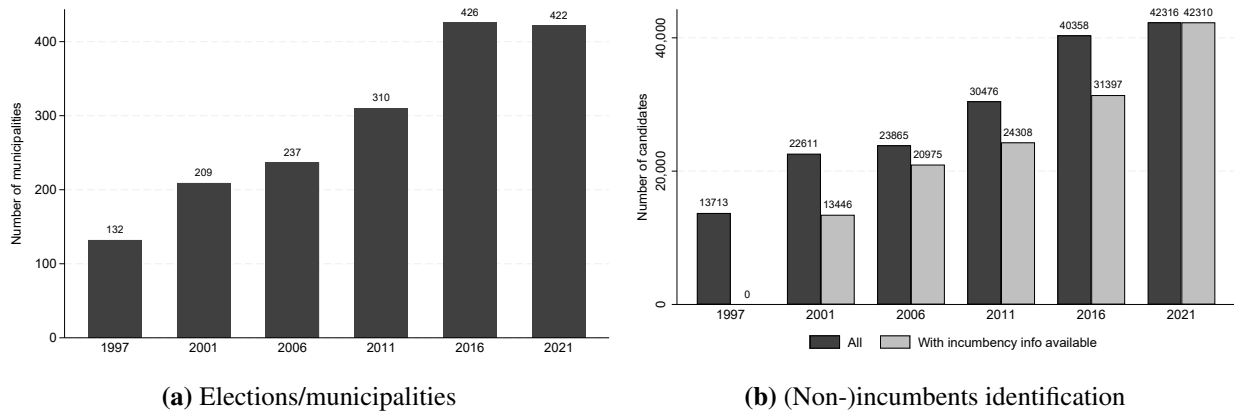 Number of municipalities
400
300
200
100
0
132
209
237
310
426
422
1997 2001 2006 2011 2016 2021
(a) Elections/municipalities
Number of candidates
40,000
20,000
0
13713 0
22611 13446
23865 20975
30476 24308
40358 31397
42316 42310
1997 2001 2006 2011 2016 2021
All With incumbency info available
(b) (Non-)incumbents identification